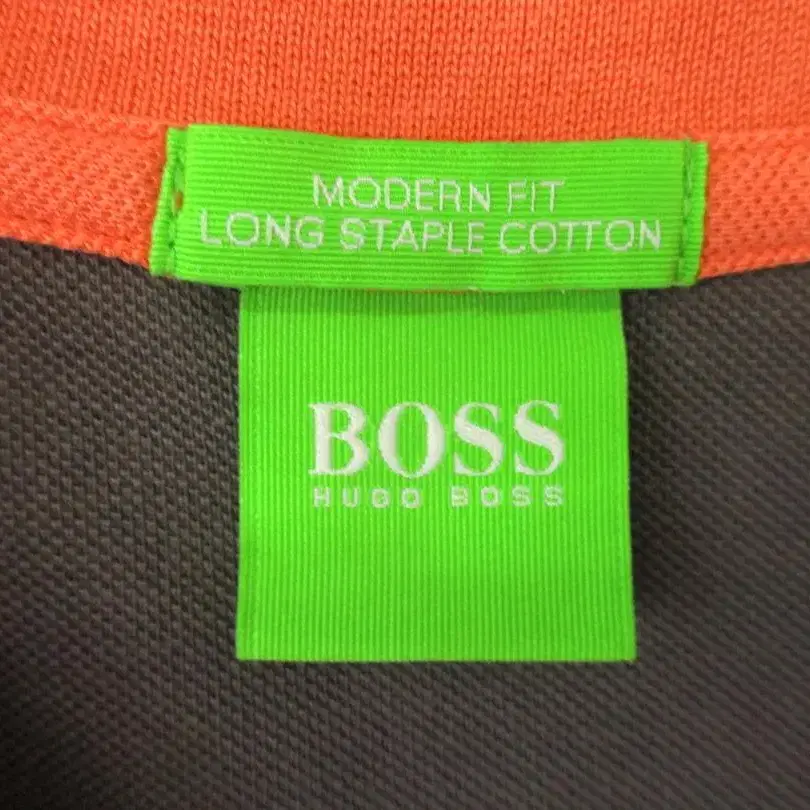 MODERN FIT
LONG STAPLE COTTON
BOSS
HUGO BOSS